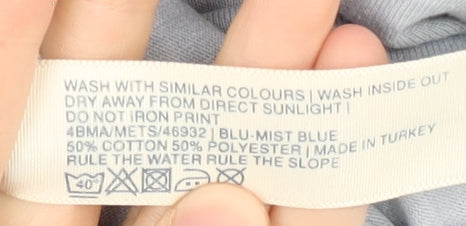 WASH WITH SIMILAR COLOURS | WASH INSIDE OUT
DRY AWAY FROM DIRECT SUNLIGHT |
DO NOT IRON PRINT
4BMA/METS/46932 | BLU-MIST BLUE
50% COTTON 50% POLYESTER | MADE IN TURKEY
RULE THE WATER RULE THE SLOPE
40°